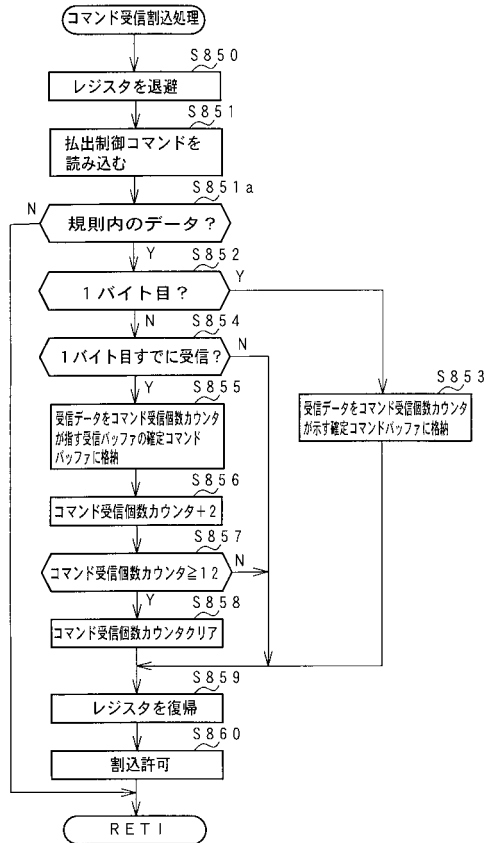 コマンド受信割込処理
S850
レジスタを退避
S851
払出制御コマンドを
読み込む
S851a
N
規則内のデータ?
Y
S852
Y
1バイト目?
N
S854
N
1バイト目すでに受信?
Y
S855
S853
受信データをコマンド受信個数カウンタ
が指す受信バッファの確定コマンド
バッファに格納
受信データをコマンド受信個数カウンタ
が示す確定コマンドバッファに格納
S856
コマンド受信個数カウンタ+2
S857
N
コマンド受信個数カウンタ≧12
Y
S858
コマンド受信個数カウンタクリア
S859
レジスタを復帰
S860
割込許可
RETI